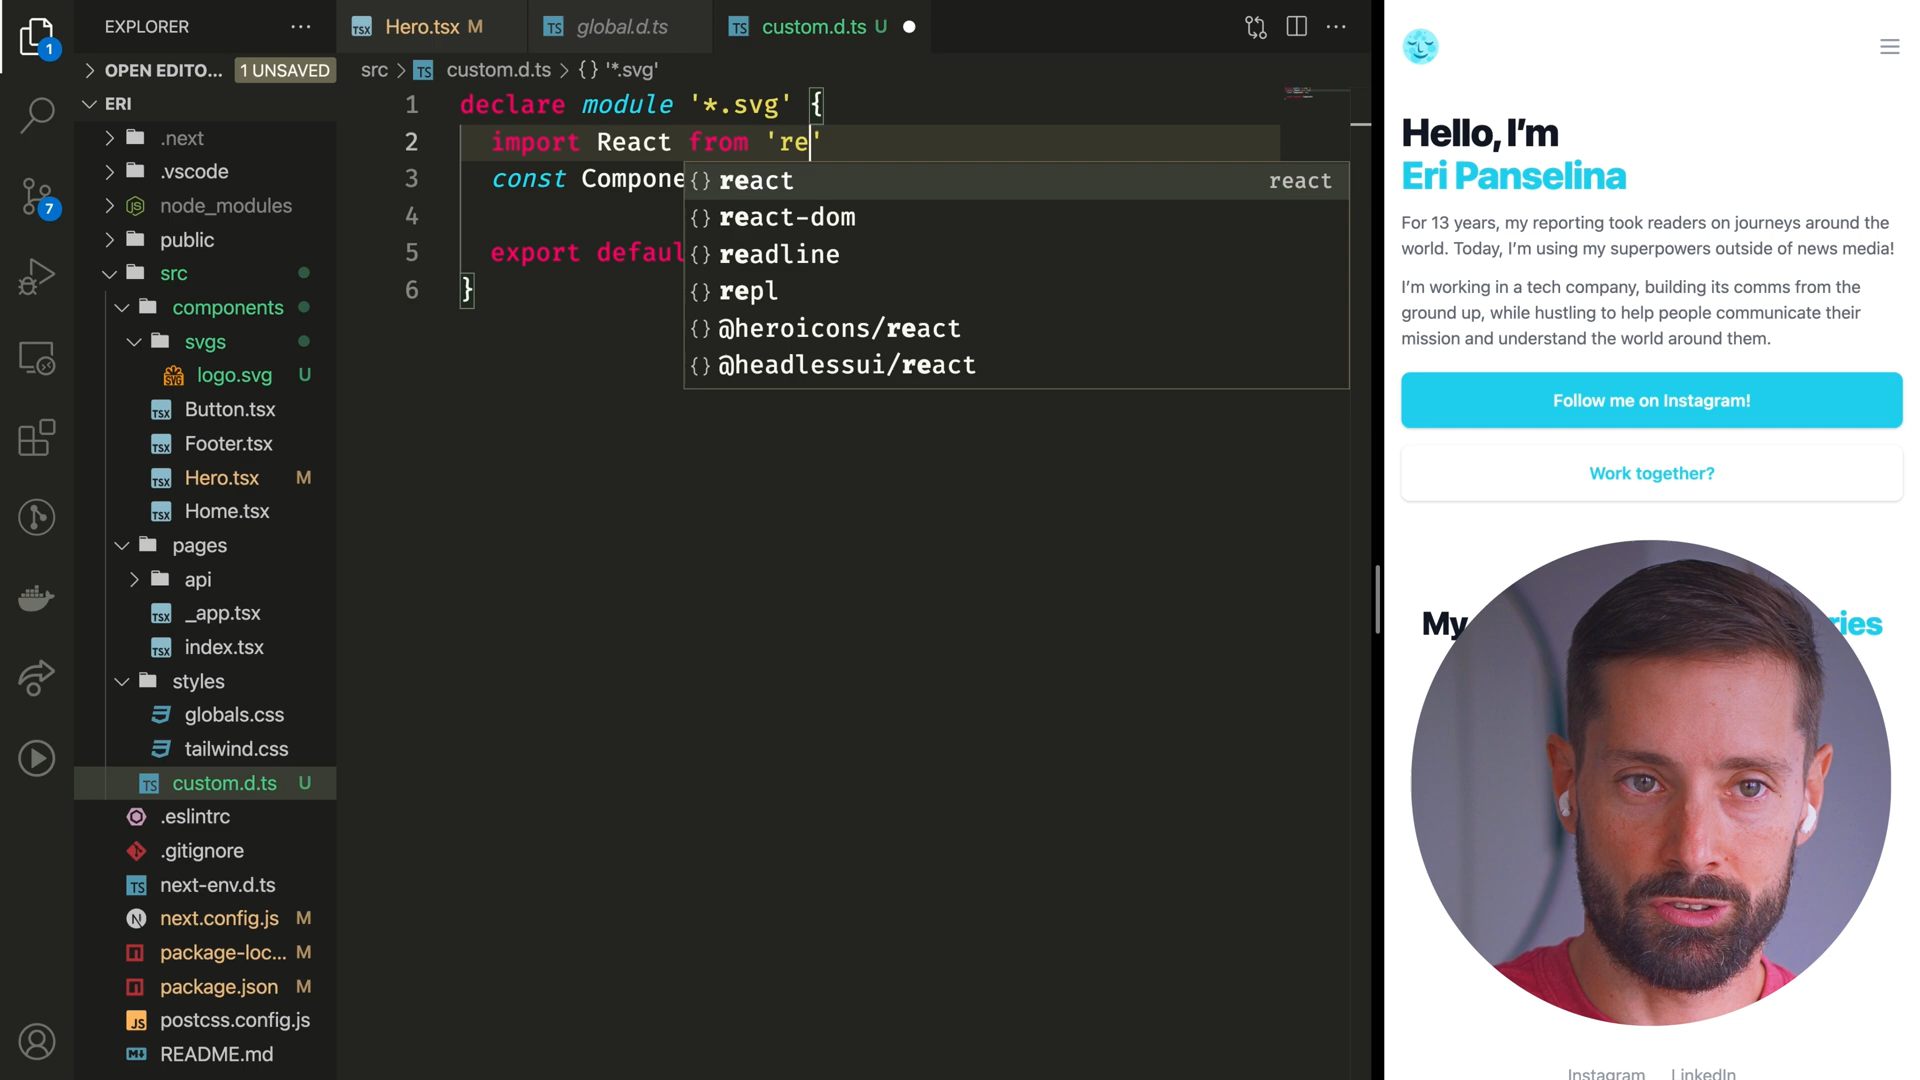 EXPLORER
1
OPEN EDITO... 1 UNSAVED
ERI
.next
.vscode
node_modules
public
src
components
svgs
logo.svg U
Button.tsx
Footer.tsx
Hero.tsx M
Home.tsx
pages
api
_app.tsx
index.tsx
styles
globals.css
tailwind.css
custom.d.ts U
.eslintrc
.gitignore
next-env.d.ts
next.config.js M
package-loc... M
package.json M
postcss.config.js
README.md
7
Hero.tsx M
global.d.ts
custom.d.ts U
src > custom.d.ts > {} '*.svg'
1 declare module '*.svg' {
2 import React from 're'
3 const Compone
4
5 export defaul
6 }
{} react react
{} react-dom
{} readline
{} repl
{} @heroicons/react
{} @headlessui/react
Hello, I’m
Eri Panselina
For 13 years, my reporting took readers on journeys around the
world. Today, I’m using my superpowers outside of news media!
I’m working in a tech company, building its comms from the
ground up, while hustling to help people communicate their
mission and understand the world around them.
Follow me on Instagram!
Work together?
My
ries
Instagram LinkedIn